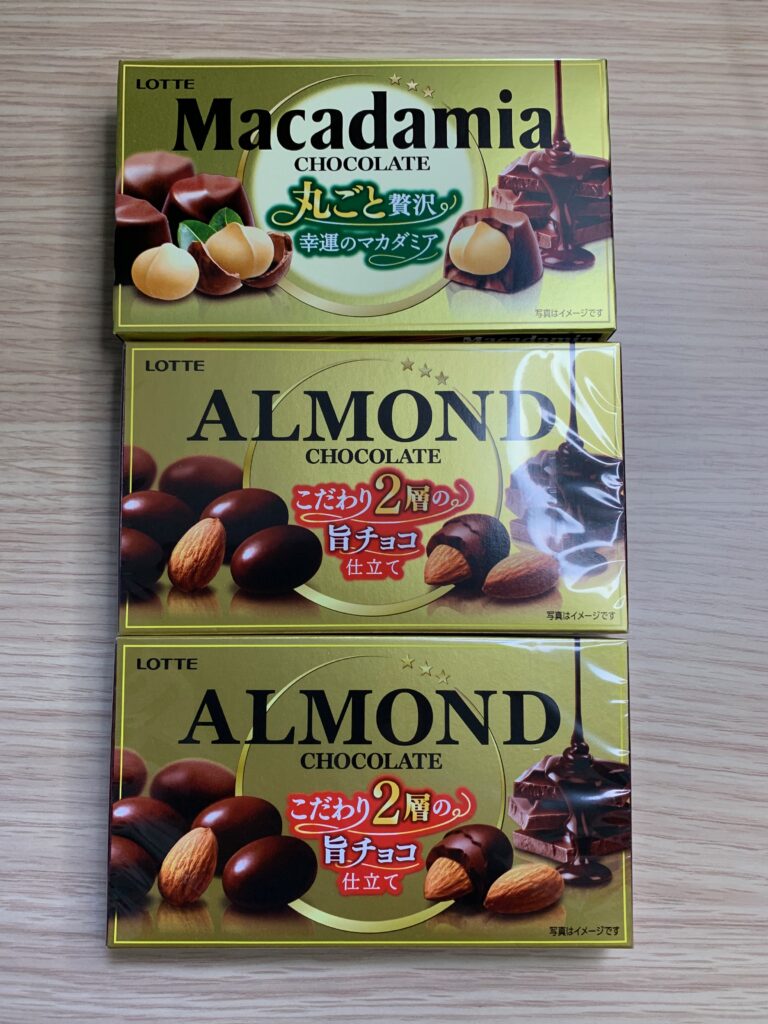 LOTTE
Macadamia
CHOCOLATE
丸ごと贅沢
幸運のマカダミア
写真はイメージです
Macadamia
LOTTE
ALMOND
CHOCOLATE
こだわり2層の
旨チョコ
仕立て
写真はイメージです
LOTTE
ALMOND
CHOCOLATE
こだわり2層の
旨チョコ
仕立て
写真はイメージです